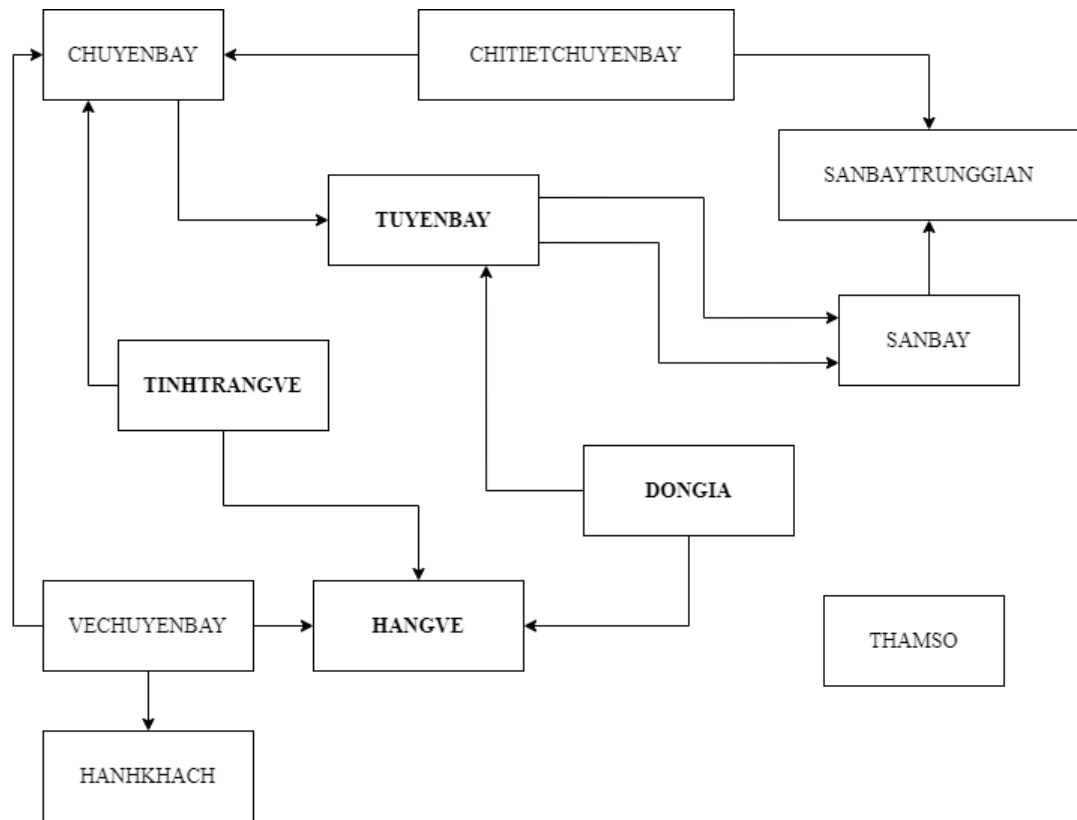 CHUYENBAY
CHITIETCHUYENBAY
SANBAYTRUNGGIAN
TUYENBAY
SANBAY
TINHTRANGVE
DONGIA
VECHUYENBAY
HANGVE
THAMSO
HANHKHACH